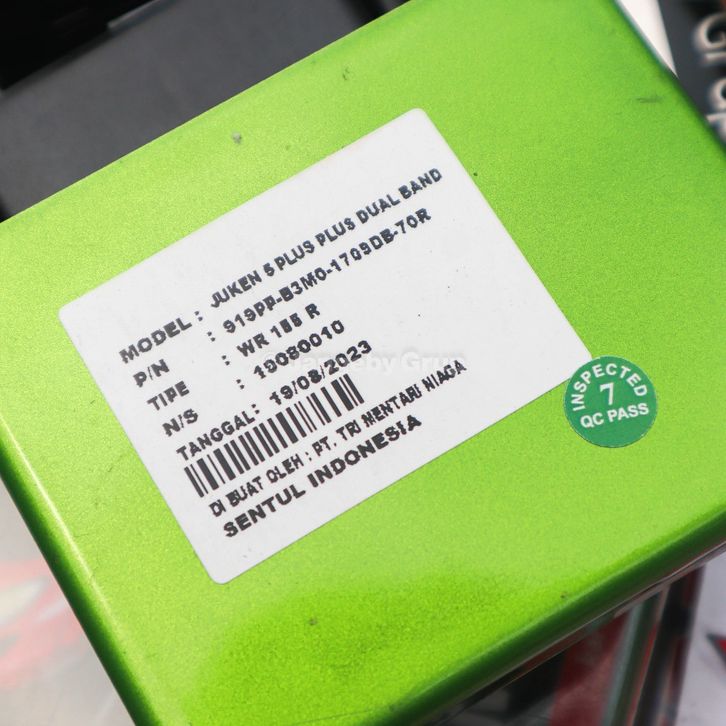 MODEL : JUKEN 5 PLUS PLUS DUAL BAND
P/N : 919PP-B3M0-1709DB-70R
TIPE : WR 155 R
N/S : 19080010
TANGGAL: 19/08/2023
DI BUAT OLEH : PT. TRI MENTARI NIAGA
SENTUL INDONESIA
INSPECTED
7
QC PASS